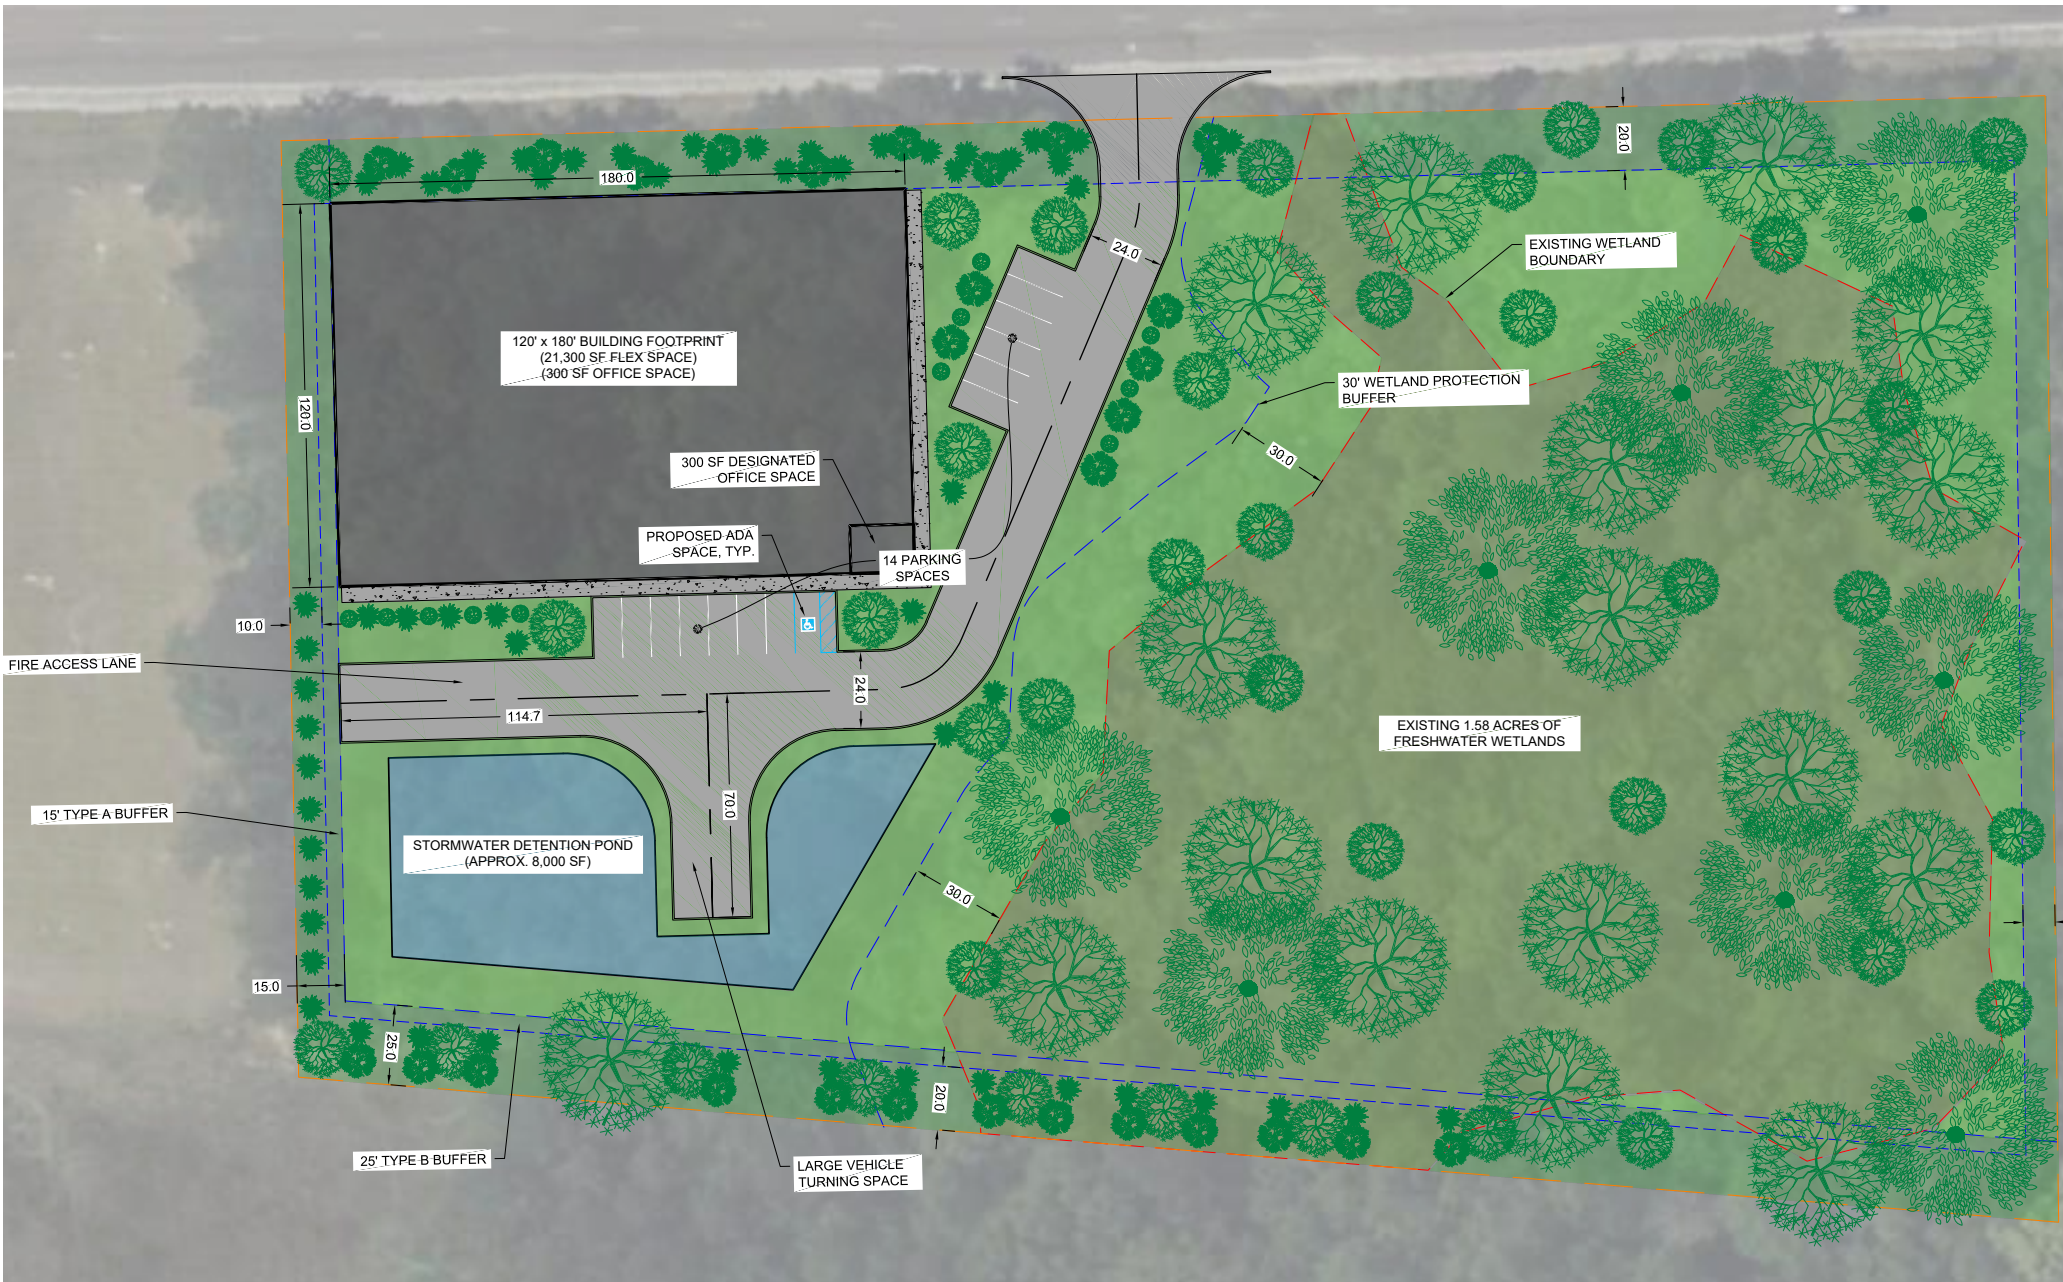 20.0
180.0
24.0
EXISTING WETLAND
BOUNDARY
120' x 180' BUILDING FOOTPRINT
(21,300 SF FLEX SPACE)
(300 SF OFFICE SPACE)
30' WETLAND PROTECTION
BUFFER
120.0
30.0
300 SF DESIGNATED
OFFICE SPACE
PROPOSED ADA
SPACE, TYP.
14 PARKING
SPACES
10.0
FIRE ACCESS LANE
24.0
114.7
EXISTING 1.58 ACRES OF
FRESHWATER WETLANDS
70.0
15' TYPE A BUFFER
STORMWATER DETENTION POND
(APPROX. 8,000 SF)
30.0
15.0
25.0
20.0
25' TYPE B BUFFER
LARGE VEHICLE
TURNING SPACE